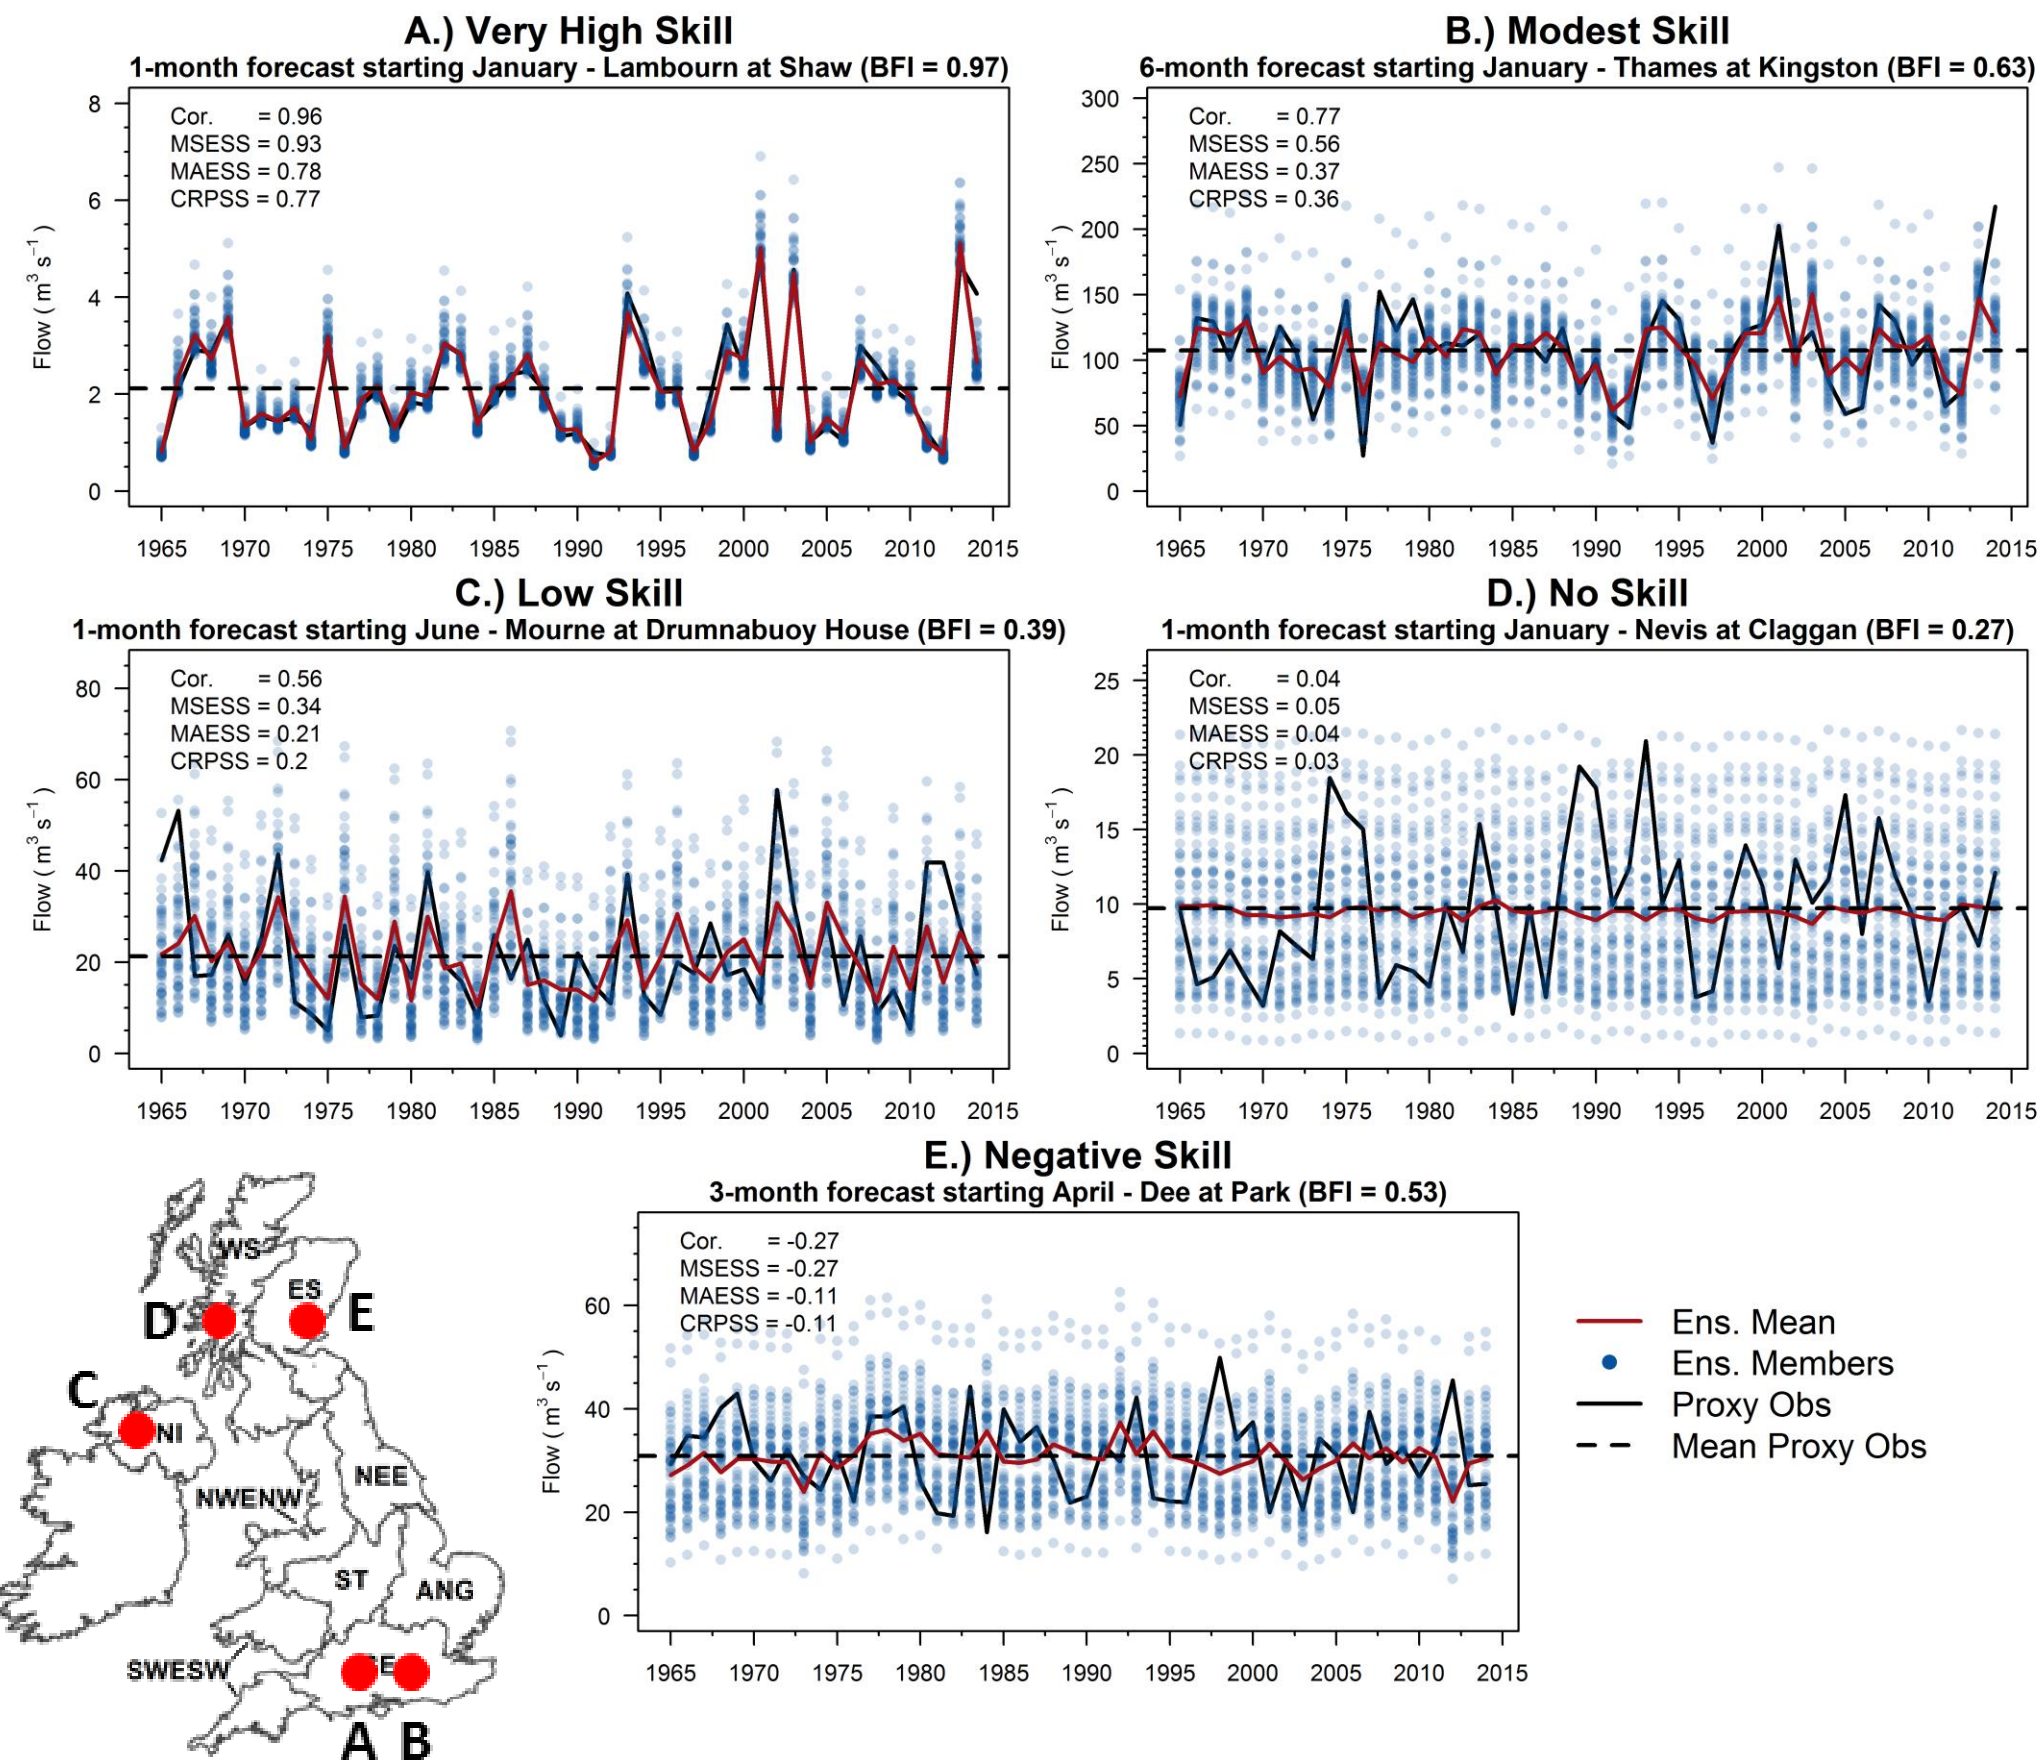 A.) Very High Skill
1-month forecast starting January - Lambourn at Shaw (BFI = 0.97)
Cor. = 0.96
MSESS = 0.93
MAESS = 0.78
CRPSS = 0.77
Flow ( m³ s⁻¹ )
8
6
4
2
0
1965 1970 1975 1980 1985 1990 1995 2000 2005 2010 2015
B.) Modest Skill
6-month forecast starting January - Thames at Kingston (BFI = 0.63)
Cor. = 0.77
MSESS = 0.56
MAESS = 0.37
CRPSS = 0.36
Flow ( m³ s⁻¹ )
300
250
200
150
100
50
0
1965 1970 1975 1980 1985 1990 1995 2000 2005 2010 2015
C.) Low Skill
1-month forecast starting June - Mourne at Drumnabuoy House (BFI = 0.39)
Cor. = 0.56
MSESS = 0.34
MAESS = 0.21
CRPSS = 0.2
Flow ( m³ s⁻¹ )
80
60
40
20
0
1965 1970 1975 1980 1985 1990 1995 2000 2005 2010 2015
D.) No Skill
1-month forecast starting January - Nevis at Claggan (BFI = 0.27)
Cor. = 0.04
MSESS = 0.05
MAESS = 0.04
CRPSS = 0.03
Flow ( m³ s⁻¹ )
25
20
15
10
5
0
1965 1970 1975 1980 1985 1990 1995 2000 2005 2010 2015
E.) Negative Skill
3-month forecast starting April - Dee at Park (BFI = 0.53)
Cor. = -0.27
MSESS = -0.27
MAESS = -0.11
CRPSS = -0.11
Flow ( m³ s⁻¹ )
60
40
20
0
1965 1970 1975 1980 1985 1990 1995 2000 2005 2010 2015
WS
ES
D
E
C
NI
NEE
NWENW
ST
ANG
SWESW
A B
Ens. Mean
Ens. Members
Proxy Obs
Mean Proxy Obs